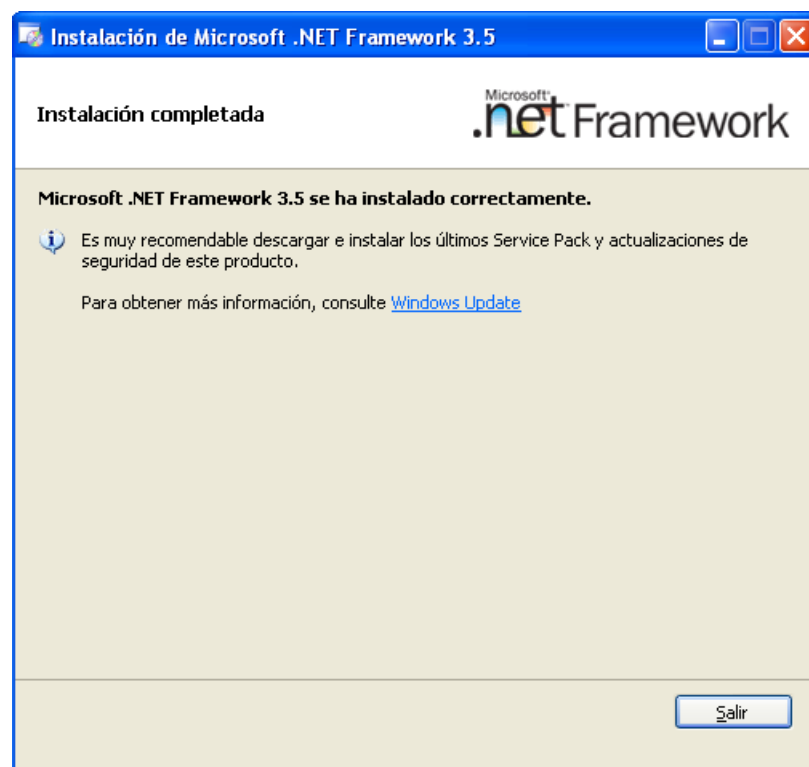 Instalación de Microsoft .NET Framework 3.5
Instalación completada
Microsoft
.net Framework
Microsoft .NET Framework 3.5 se ha instalado correctamente.
Es muy recomendable descargar e instalar los últimos Service Pack y actualizaciones de
seguridad de este producto.
Para obtener más información, consulte Windows Update
Salir